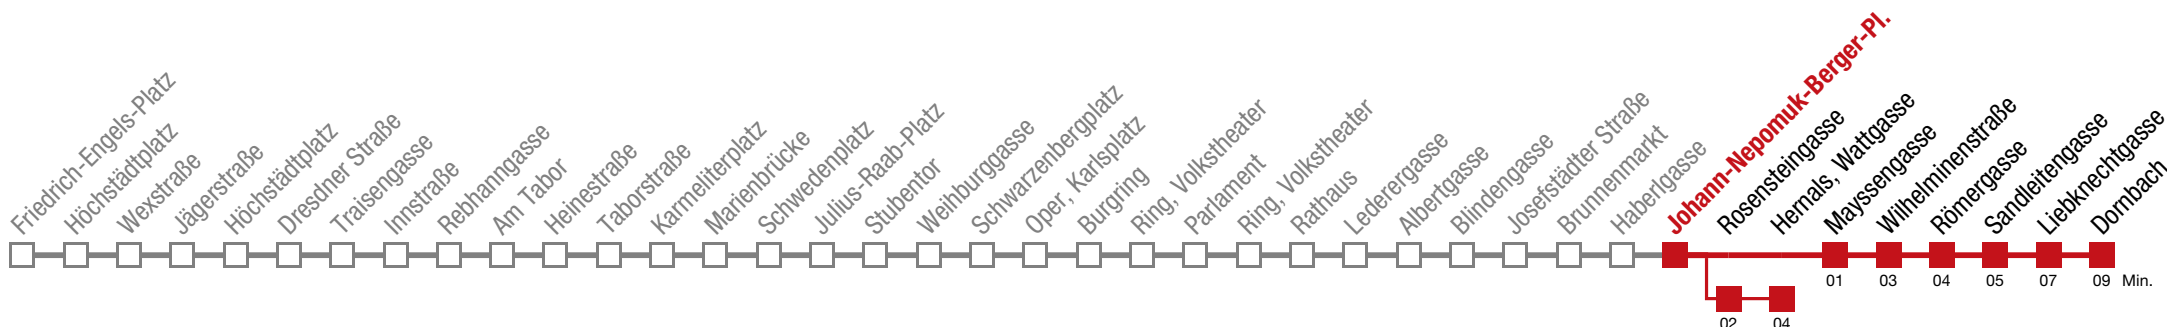 Friedrich-Engels-Platz
Höchstädtplatz
Wexstraße
Jägerstraße
Höchstädtplatz
Dresdner Straße
Traisengasse
Innstraße
Rebhanngasse
Am Tabor
Heinestraße
Taborstraße
Karmeliterplatz
Marienbrücke
Schwedenplatz
Julius-Raab-Platz
Stubentor
Weihburggasse
Schwarzenbergplatz
Oper, Karlsplatz
Burgring
Ring, Volkstheater
Parlament
Ring, Volkstheater
Rathaus
Lederergasse
Albertgasse
Blindengasse
Josefstädter Straße
Brunnenmarkt
Haberlgasse
Johann-Nepomuk-Berger-Pl.
Rosensteingasse
Hernals, Wattgasse
Mayssengasse
Wilhelminenstraße
Römergasse
Sandleitengasse
Liebknechtgasse
Dornbach
01 03 04 05 07 09 Min.
02 04